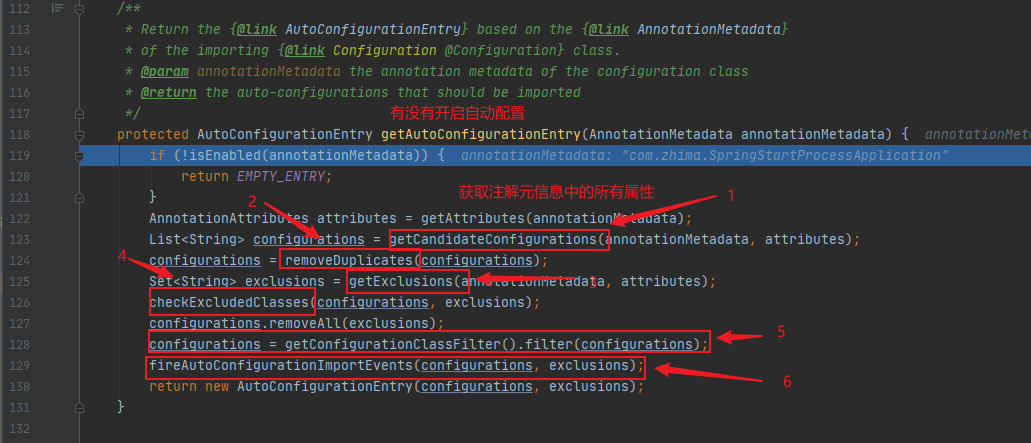 112 /**
113 * Return the {@link AutoConfigurationEntry} based on the {@link AnnotationMetadata}
114 * of the importing {@link Configuration @Configuration} class.
115 * @param annotationMetadata the annotation metadata of the configuration class
116 * @return the auto-configurations that should be imported
117 */ 有没有开启自动配置
118 protected AutoConfigurationEntry getAutoConfigurationEntry(AnnotationMetadata annotationMetadata) { annotationMeta
119 if (!isEnabled(annotationMetadata)) { annotationMetadata: "com.zhima.SpringStartProcessApplication"
120 return EMPTY_ENTRY;
121 } 获取注解元信息中的所有属性 1
2
122 AnnotationAttributes attributes = getAttributes(annotationMetadata);
123 List<String> configurations = getCandidateConfigurations(annotationMetadata, attributes);
124 configurations = removeDuplicates(configurations);
4
125 Set<String> exclusions = getExclusions(annotationMetadata, attributes);
3
126 checkExcludedClasses(configurations, exclusions);
127 configurations.removeAll(exclusions);
5
128 configurations = getConfigurationClassFilter().filter(configurations);
129 fireAutoConfigurationImportEvents(configurations, exclusions);
6
130 return new AutoConfigurationEntry(configurations, exclusions);
131 }
132